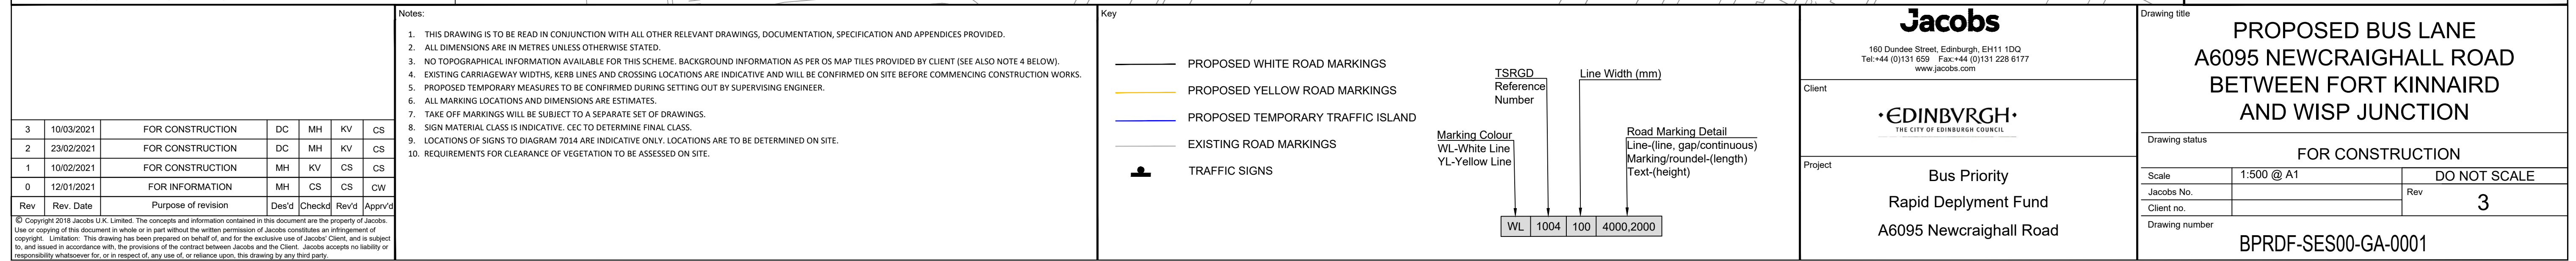 3 10/03/2021 FOR CONSTRUCTION DC MH KV CS
2 23/02/2021 FOR CONSTRUCTION DC MH KV CS
1 10/02/2021 FOR CONSTRUCTION MH KV CS CS
0 12/01/2021 FOR INFORMATION MH CS CS CW
Rev Rev. Date Purpose of revision Des'd Checkd Rev'd Apprv'd
© Copyright 2018 Jacobs U.K. Limited. The concepts and information contained in this document are the property of Jacobs.
Use or copying of this document in whole or in part without the written permission of Jacobs constitutes an infringement of
copyright. Limitation: This drawing has been prepared on behalf of, and for the exclusive use of Jacobs' Client, and is subject
to, and issued in accordance with, the provisions of the contract between Jacobs and the Client. Jacobs accepts no liability or
responsibility whatsoever for, or in respect of, any use of, or reliance upon, this drawing by any third party.
Notes:
1. THIS DRAWING IS TO BE READ IN CONJUNCTION WITH ALL OTHER RELEVANT DRAWINGS, DOCUMENTATION, SPECIFICATION AND APPENDICES PROVIDED.
2. ALL DIMENSIONS ARE IN METRES UNLESS OTHERWISE STATED.
3. NO TOPOGRAPHICAL INFORMATION AVAILABLE FOR THIS SCHEME. BACKGROUND INFORMATION AS PER OS MAP TILES PROVIDED BY CLIENT (SEE ALSO NOTE 4 BELOW).
4. EXISTING CARRIAGEWAY WIDTHS, KERB LINES AND CROSSING LOCATIONS ARE INDICATIVE AND WILL BE CONFIRMED ON SITE BEFORE COMMENCING CONSTRUCTION WORKS.
5. PROPOSED TEMPORARY MEASURES TO BE CONFIRMED DURING SETTING OUT BY SUPERVISING ENGINEER.
6. ALL MARKING LOCATIONS AND DIMENSIONS ARE ESTIMATES.
7. TAKE OFF MARKINGS WILL BE SUBJECT TO A SEPARATE SET OF DRAWINGS.
8. SIGN MATERIAL CLASS IS INDICATIVE. CEC TO DETERMINE FINAL CLASS.
9. LOCATIONS OF SIGNS TO DIAGRAM 7014 ARE INDICATIVE ONLY. LOCATIONS ARE TO BE DETERMINED ON SITE.
10. REQUIREMENTS FOR CLEARANCE OF VEGETATION TO BE ASSESSED ON SITE.
Key
PROPOSED WHITE ROAD MARKINGS
PROPOSED YELLOW ROAD MARKINGS
PROPOSED TEMPORARY TRAFFIC ISLAND
EXISTING ROAD MARKINGS
TRAFFIC SIGNS
Marking Colour
WL-White Line
YL-Yellow Line
TSRGD
Reference
Number
Line Width (mm)
Road Marking Detail
Line-(line, gap/continuous)
Marking/roundel-(length)
Text-(height)
WL 1004 100 4000,2000
Jacobs
160 Dundee Street, Edinburgh, EH11 1DQ
Tel:+44 (0)131 659 Fax:+44 (0)131 228 6177
www.jacobs.com
Client
·EDINBVRGH·
THE CITY OF EDINBURGH COUNCIL
Project
Bus Priority
Rapid Deplyment Fund
A6095 Newcraighall Road
Drawing title
PROPOSED BUS LANE
A6095 NEWCRAIGHALL ROAD
BETWEEN FORT KINNAIRD
AND WISP JUNCTION
Drawing status
FOR CONSTRUCTION
Scale 1:500 @ A1 DO NOT SCALE
Jacobs No.
Client no.
Rev
3
Drawing number
BPRDF-SES00-GA-0001